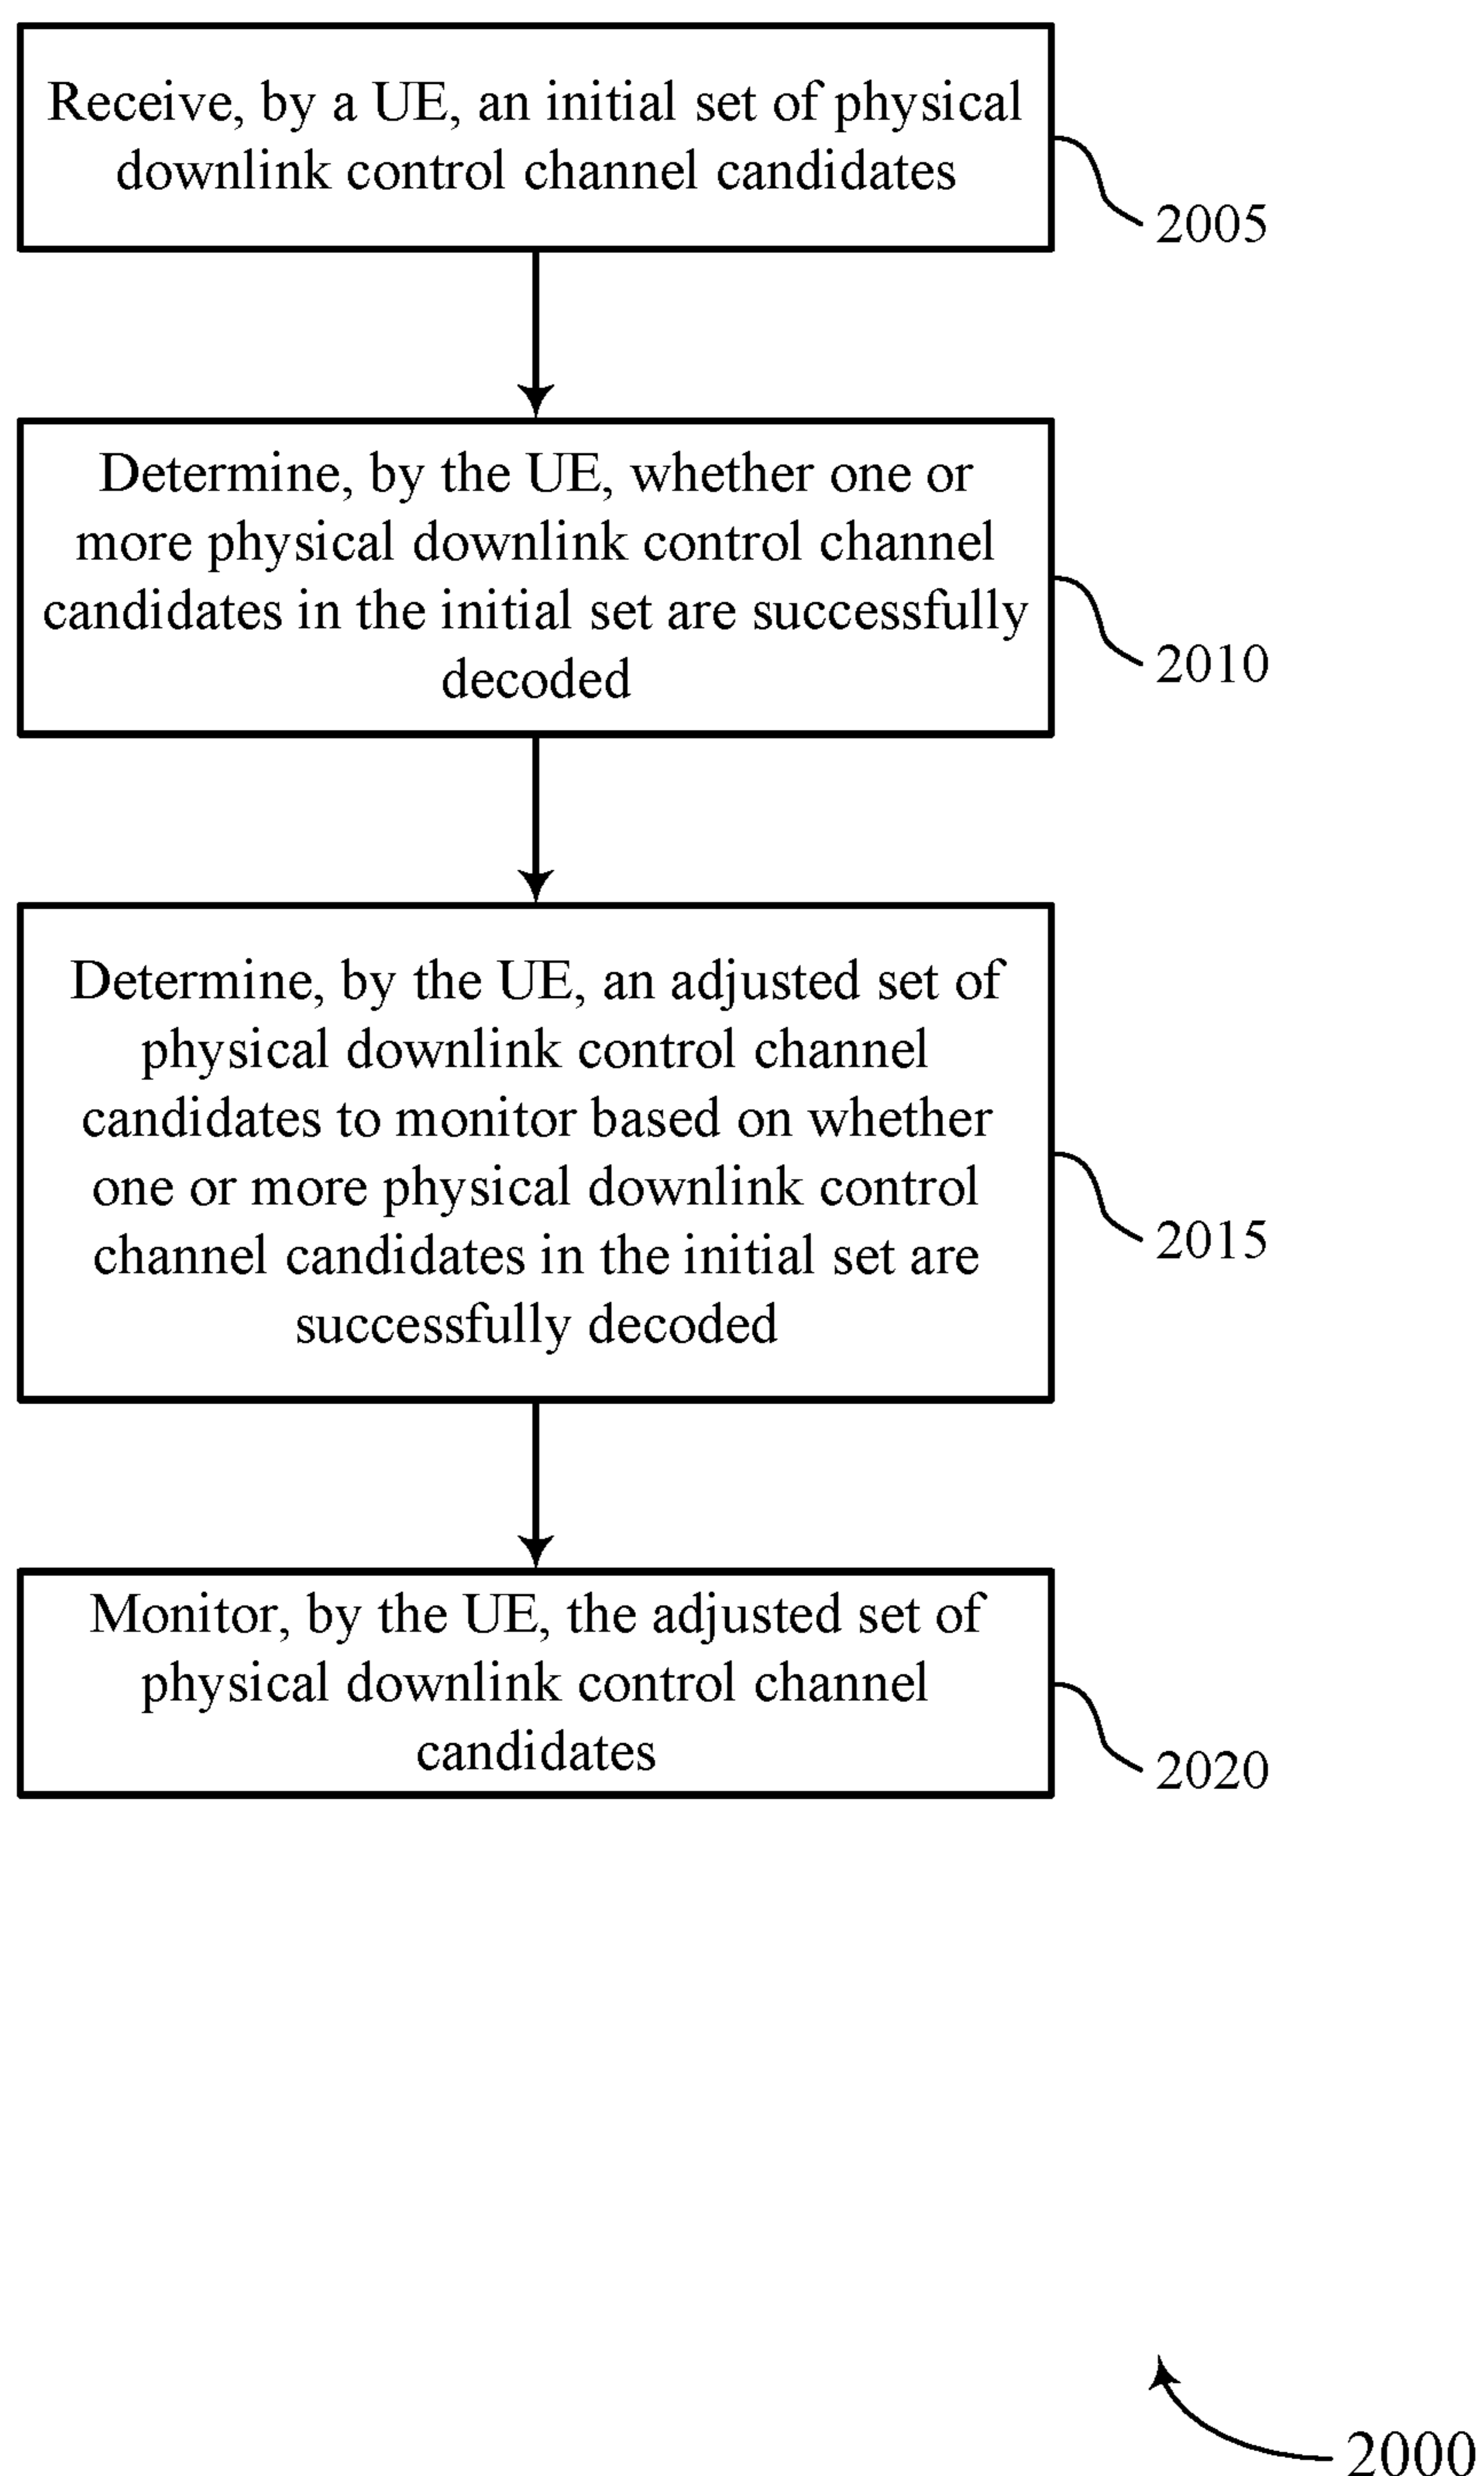 Receive, by a UE, an initial set of physical
downlink control channel candidates
2005
Determine, by the UE, whether one or
more physical downlink control channel
candidates in the initial set are successfully
decoded
2010
Determine, by the UE, an adjusted set of
physical downlink control channel
candidates to monitor based on whether
one or more physical downlink control
channel candidates in the initial set are
successfully decoded
2015
Monitor, by the UE, the adjusted set of
physical downlink control channel
candidates
2020
2000